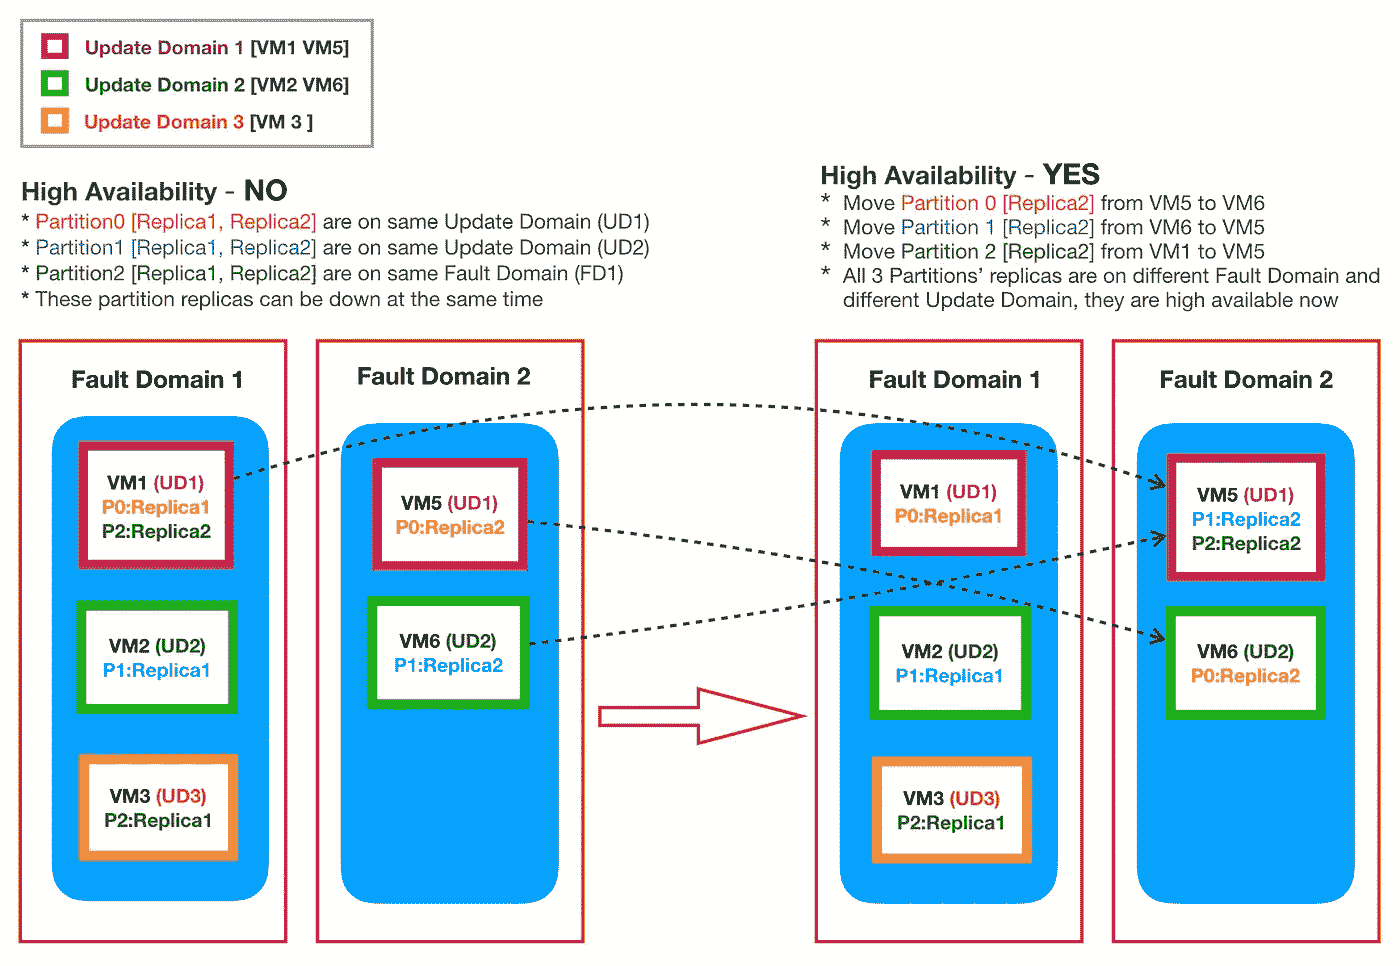 Update Domain 1 [VM1 VM5]
Update Domain 2 [VM2 VM6]
Update Domain 3 [VM 3 ]
High Availability - NO
* Partition0 [Replica1, Replica2] are on same Update Domain (UD1)
* Partition1 [Replica1, Replica2] are on same Update Domain (UD2)
* Partition2 [Replica1, Replica2] are on same Fault Domain (FD1)
* These partition replicas can be down at the same time
High Availability - YES
* Move Partition 0 [Replica2] from VM5 to VM6
* Move Partition 1 [Replica2] from VM6 to VM5
* Move Partition 2 [Replica2] from VM1 to VM5
* All 3 Partitions' replicas are on different Fault Domain and
different Update Domain, they are high available now
Fault Domain 1
VM1 (UD1)
P0:Replica1
P2:Replica2
VM2 (UD2)
P1:Replica1
VM3 (UD3)
P2:Replica1
Fault Domain 2
VM5 (UD1)
P0:Replica2
VM6 (UD2)
P1:Replica2
Fault Domain 1
VM1 (UD1)
P0:Replica1
VM2 (UD2)
P1:Replica1
VM3 (UD3)
P2:Replica1
Fault Domain 2
VM5 (UD1)
P1:Replica2
P2:Replica2
VM6 (UD2)
P0:Replica2